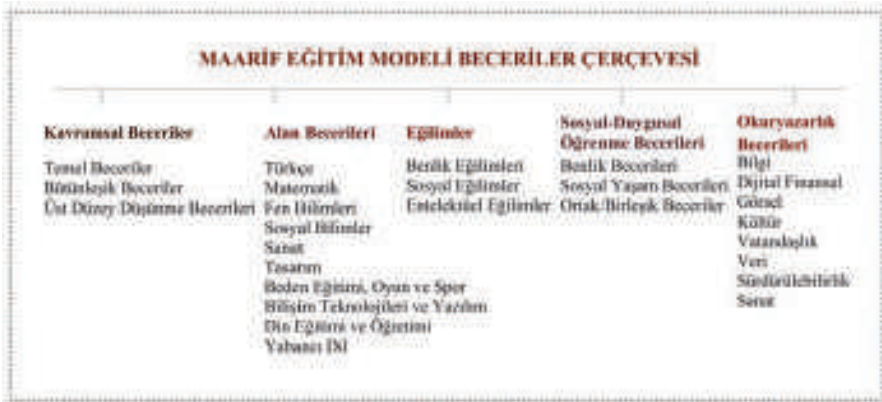 MAARİF EĞİTİM MODELİ BECERİLER ÇERÇEVESİ
Kavramsal Beceriler
Temel Beceriler
Bütünleşik Beceriler
Üst Düzey Düşünme Becerileri
Alan Becerileri
Türkçe
Matematik
Fen Bilimleri
Sosyal Bilimler
Sanat
Tasarım
Beden Eğitimi, Oyun ve Spor
Bilişim Teknolojileri ve Yazılım
Din Eğitimi ve Öğretimi
Yabancı Dil
Eğilimler
Benlik Eğilimleri
Sosyal Eğilimler
Entelektüel Eğilimler
Sosyal-Duygusal
Öğrenme Becerileri
Benlik Becerileri
Sosyal Yaşam Becerileri
Ortak/Birleşik Beceriler
Okuryazarlık
Becerileri
Bilgi
Dijital Finansal
Görsel
Kültür
Vatandaşlık
Veri
Sürdürülebilirlik
Sanat